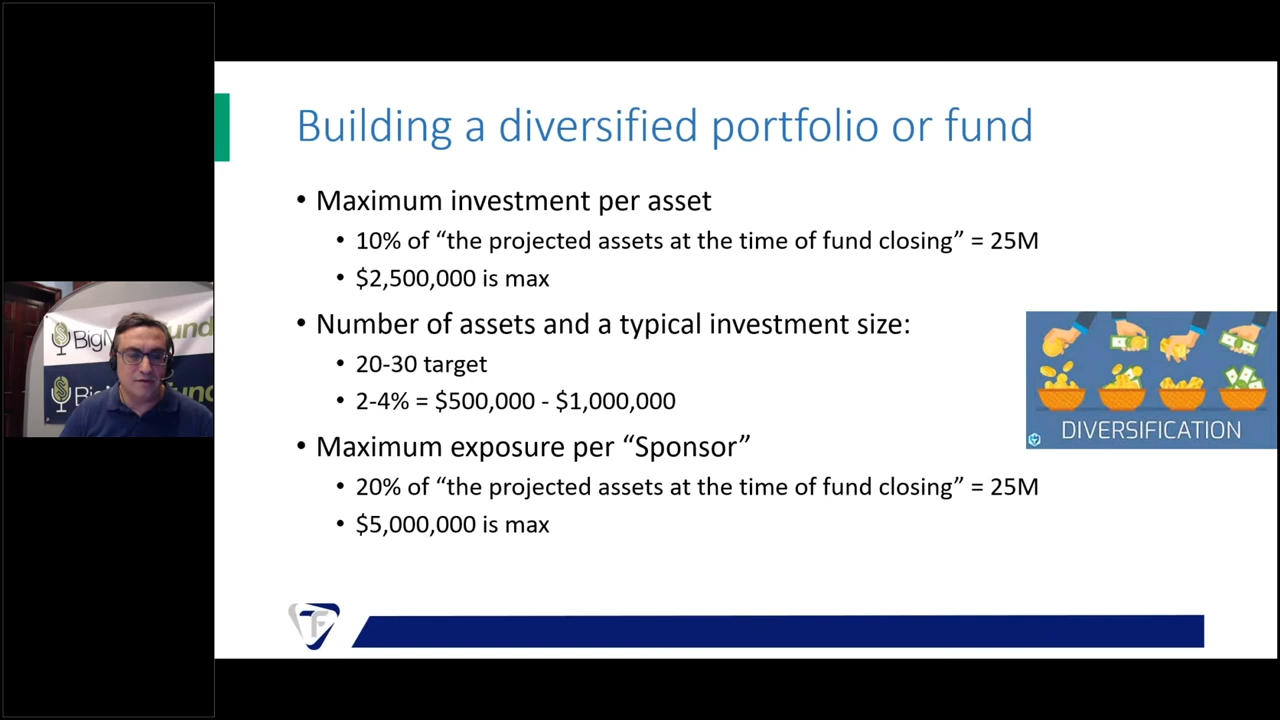 Building a diversified portfolio or fund
• Maximum investment per asset
• 10% of “the projected assets at the time of fund closing” = 25M
• $2,500,000 is max
• Number of assets and a typical investment size:
• 20-30 target
• 2-4% = $500,000 - $1,000,000
• Maximum exposure per “Sponsor”
• 20% of “the projected assets at the time of fund closing” = 25M
• $5,000,000 is max
DIVERSIFICATION
TF